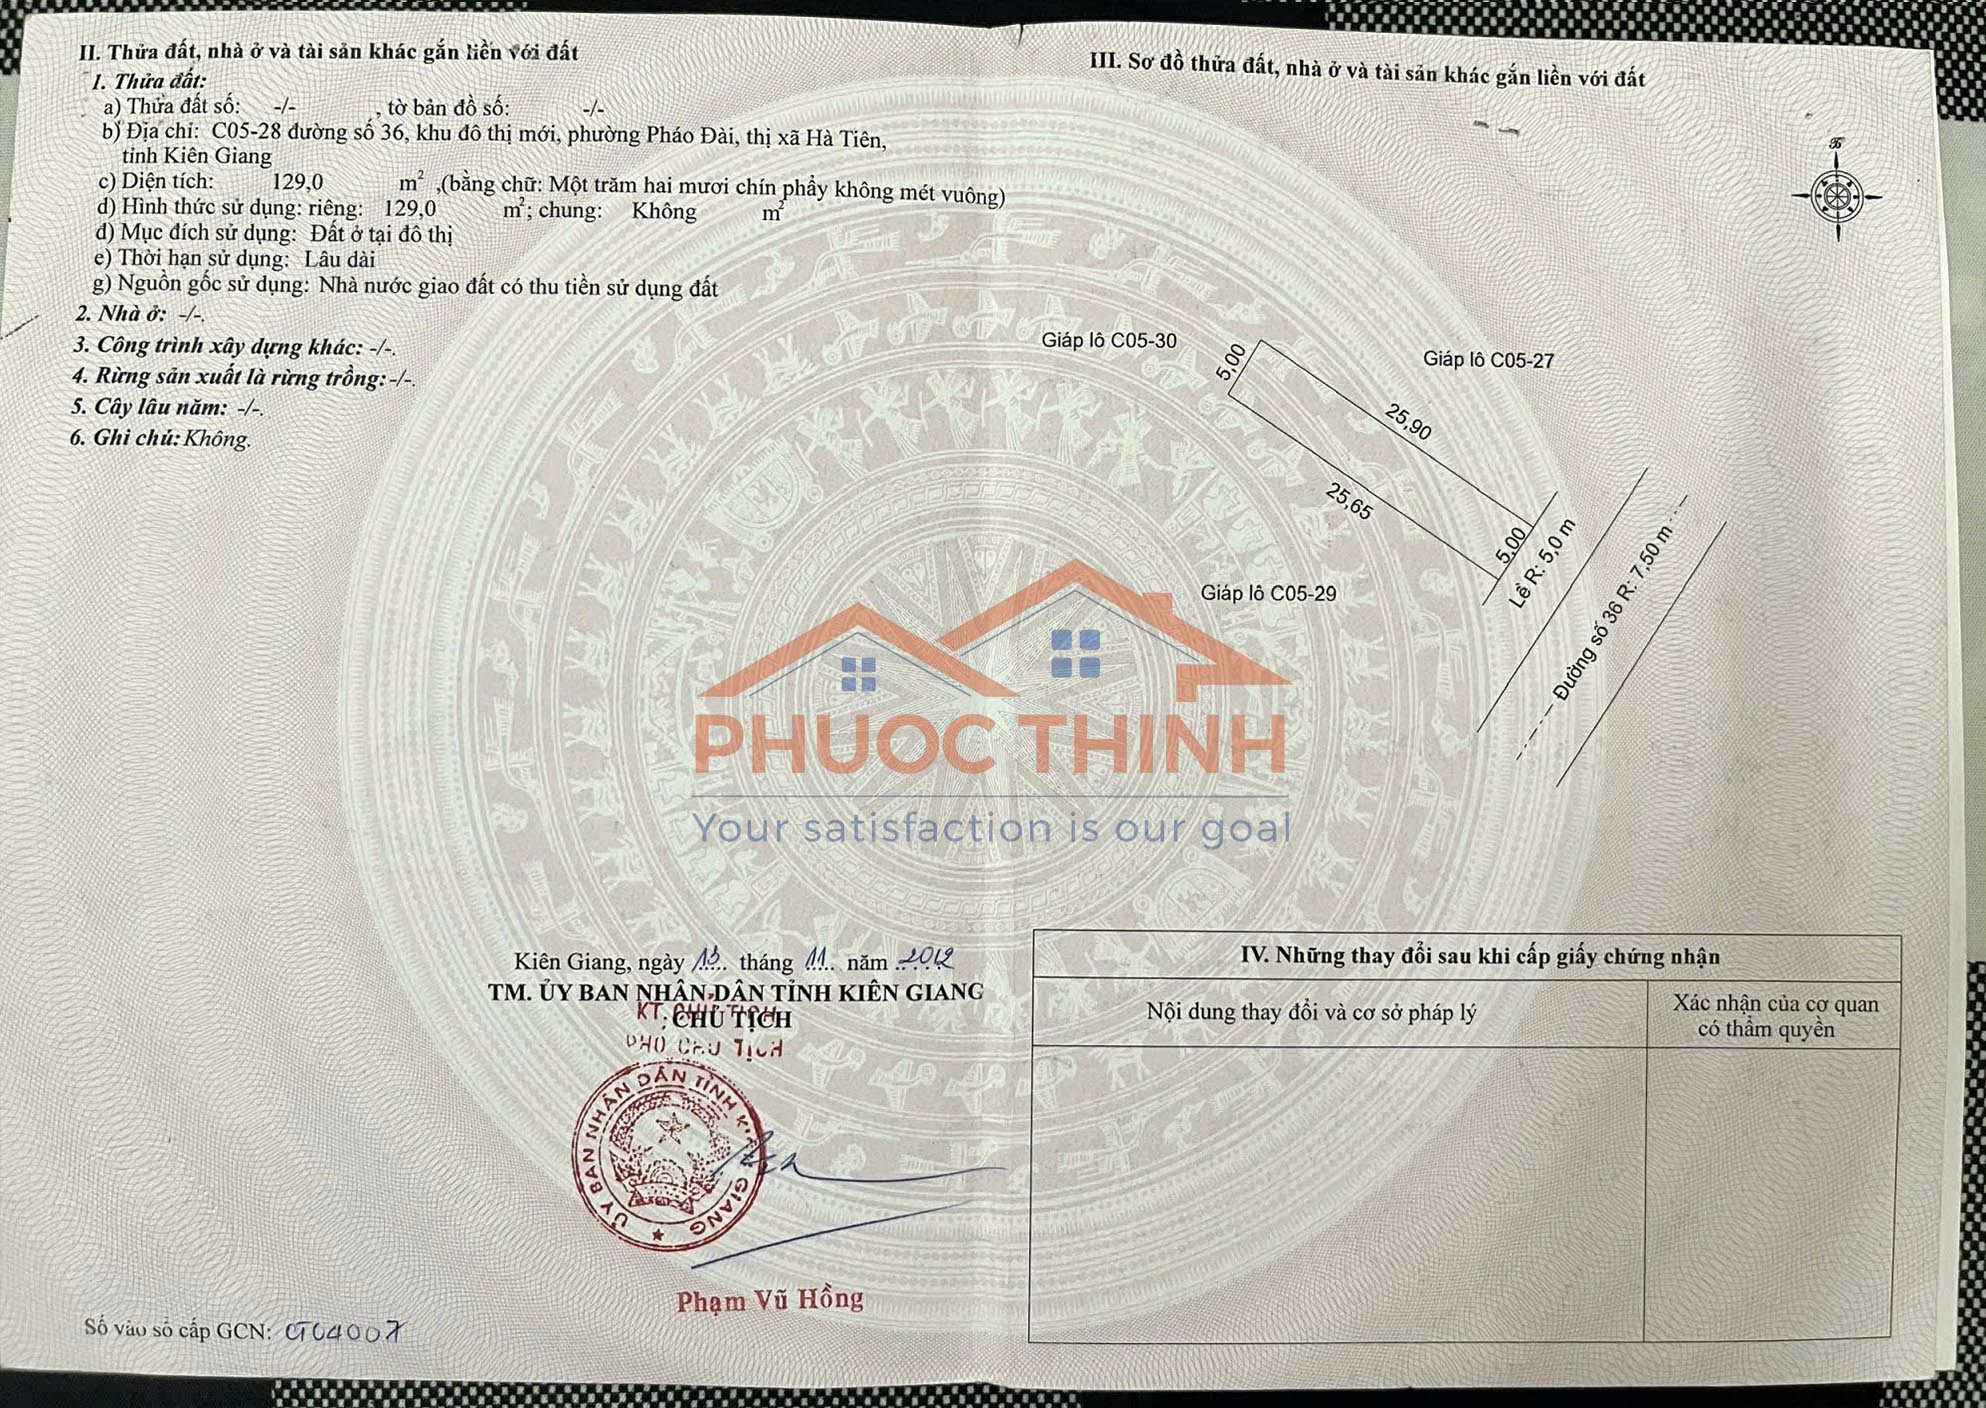 II. Thửa đất, nhà ở và tài sản khác gắn liền với đất
1. Thửa đất:
a) Thửa đất số: -/- , tờ bản đồ số: -/-
b) Địa chỉ: C05-28 đường số 36, khu đô thị mới, phường Pháo Đài, thị xã Hà Tiên,
tỉnh Kiên Giang
c) Diện tích: 129,0 m² ,(bằng chữ: Một trăm hai mươi chín phẩy không mét vuông)
d) Hình thức sử dụng: riêng: 129,0 m²; chung: Không m²
đ) Mục đích sử dụng: Đất ở tại đô thị
e) Thời hạn sử dụng: Lâu dài
g) Nguồn gốc sử dụng: Nhà nước giao đất có thu tiền sử dụng đất
2. Nhà ở: -/-.
3. Công trình xây dựng khác: -/-.
4. Rừng sản xuất là rừng trồng:-/-.
5. Cây lâu năm: -/-.
6. Ghi chú: Không.
Kiên Giang, ngày 13 tháng 11 năm 2012
TM. ỦY BAN NHÂN DÂN TỈNH KIÊN GIANG
KT. CHỦ TỊCH
CHỦ TỊCH
PHÓ CHỦ TỊCH
ỦY BAN NHÂN DÂN TỈNH KIÊN GIANG
Phạm Vũ Hồng
Số vào sổ cấp GCN: CT04007
III. Sơ đồ thửa đất, nhà ở và tài sản khác gắn liền với đất
B
Giáp lô C05-30
5,00
Giáp lô C05-27
25,90
25,65
5,00
Lề R: 5,0 m
Đường số 36 R: 7,50 m
Giáp lô C05-29
PHUOC THINH
Your satisfaction is our goal
IV. Những thay đổi sau khi cấp giấy chứng nhận
Nội dung thay đổi và cơ sở pháp lý
Xác nhận của cơ quan
có thẩm quyền